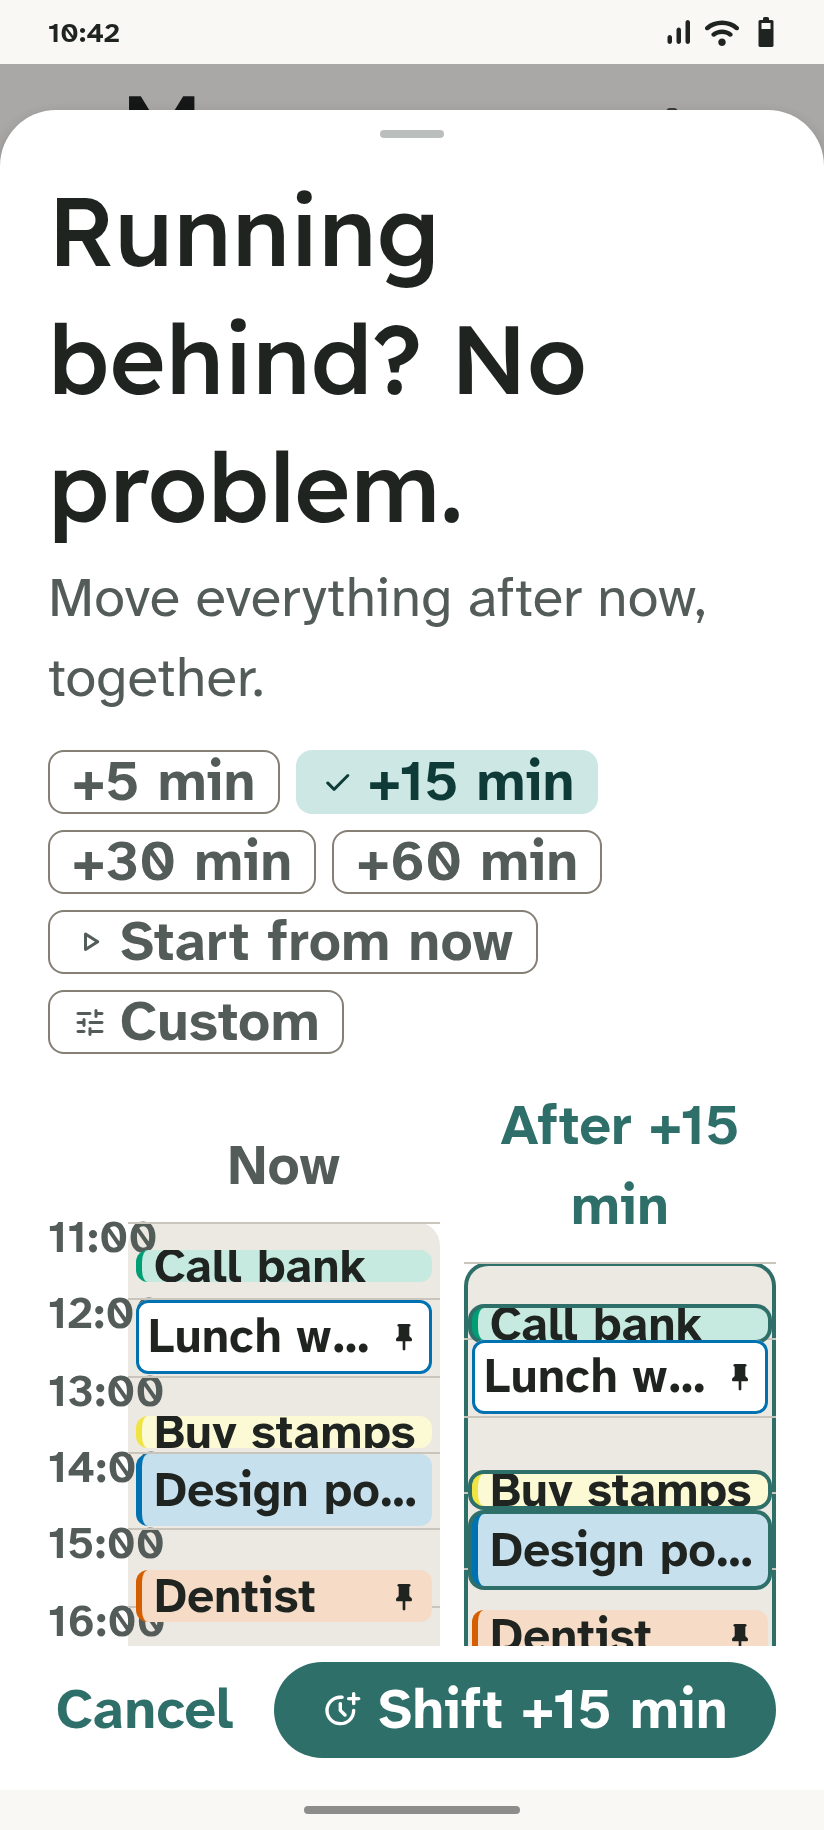 10:42
Running
behind? No
problem.
Move everything after now,
together.
+5 min
+15 min
+30 min
+60 min
Start from now
Custom
Now
After +15
min
11:00
Call bank
12:0
Lunch w...
13:00
Buy stamps
14:0
Design po...
15:00
Dentist
16:00
Call bank
Lunch w...
Buy stamps
Design po...
Dentist
Cancel
Shift +15 min